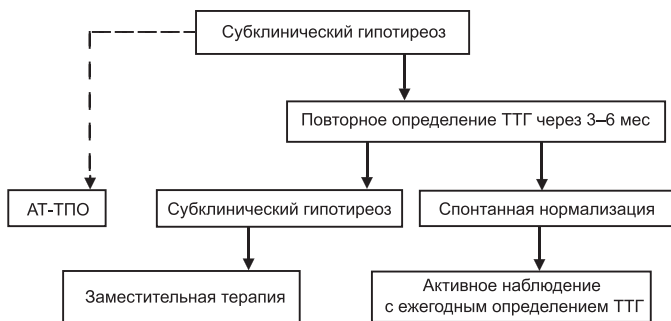 Субклинический гипотиреоз
Повторное определение ТТГ через 3–6 мес
АТ-ТПО
Субклинический гипотиреоз
Спонтанная нормализация
Заместительная терапия
Активное наблюдение
с ежегодным определением ТТГ